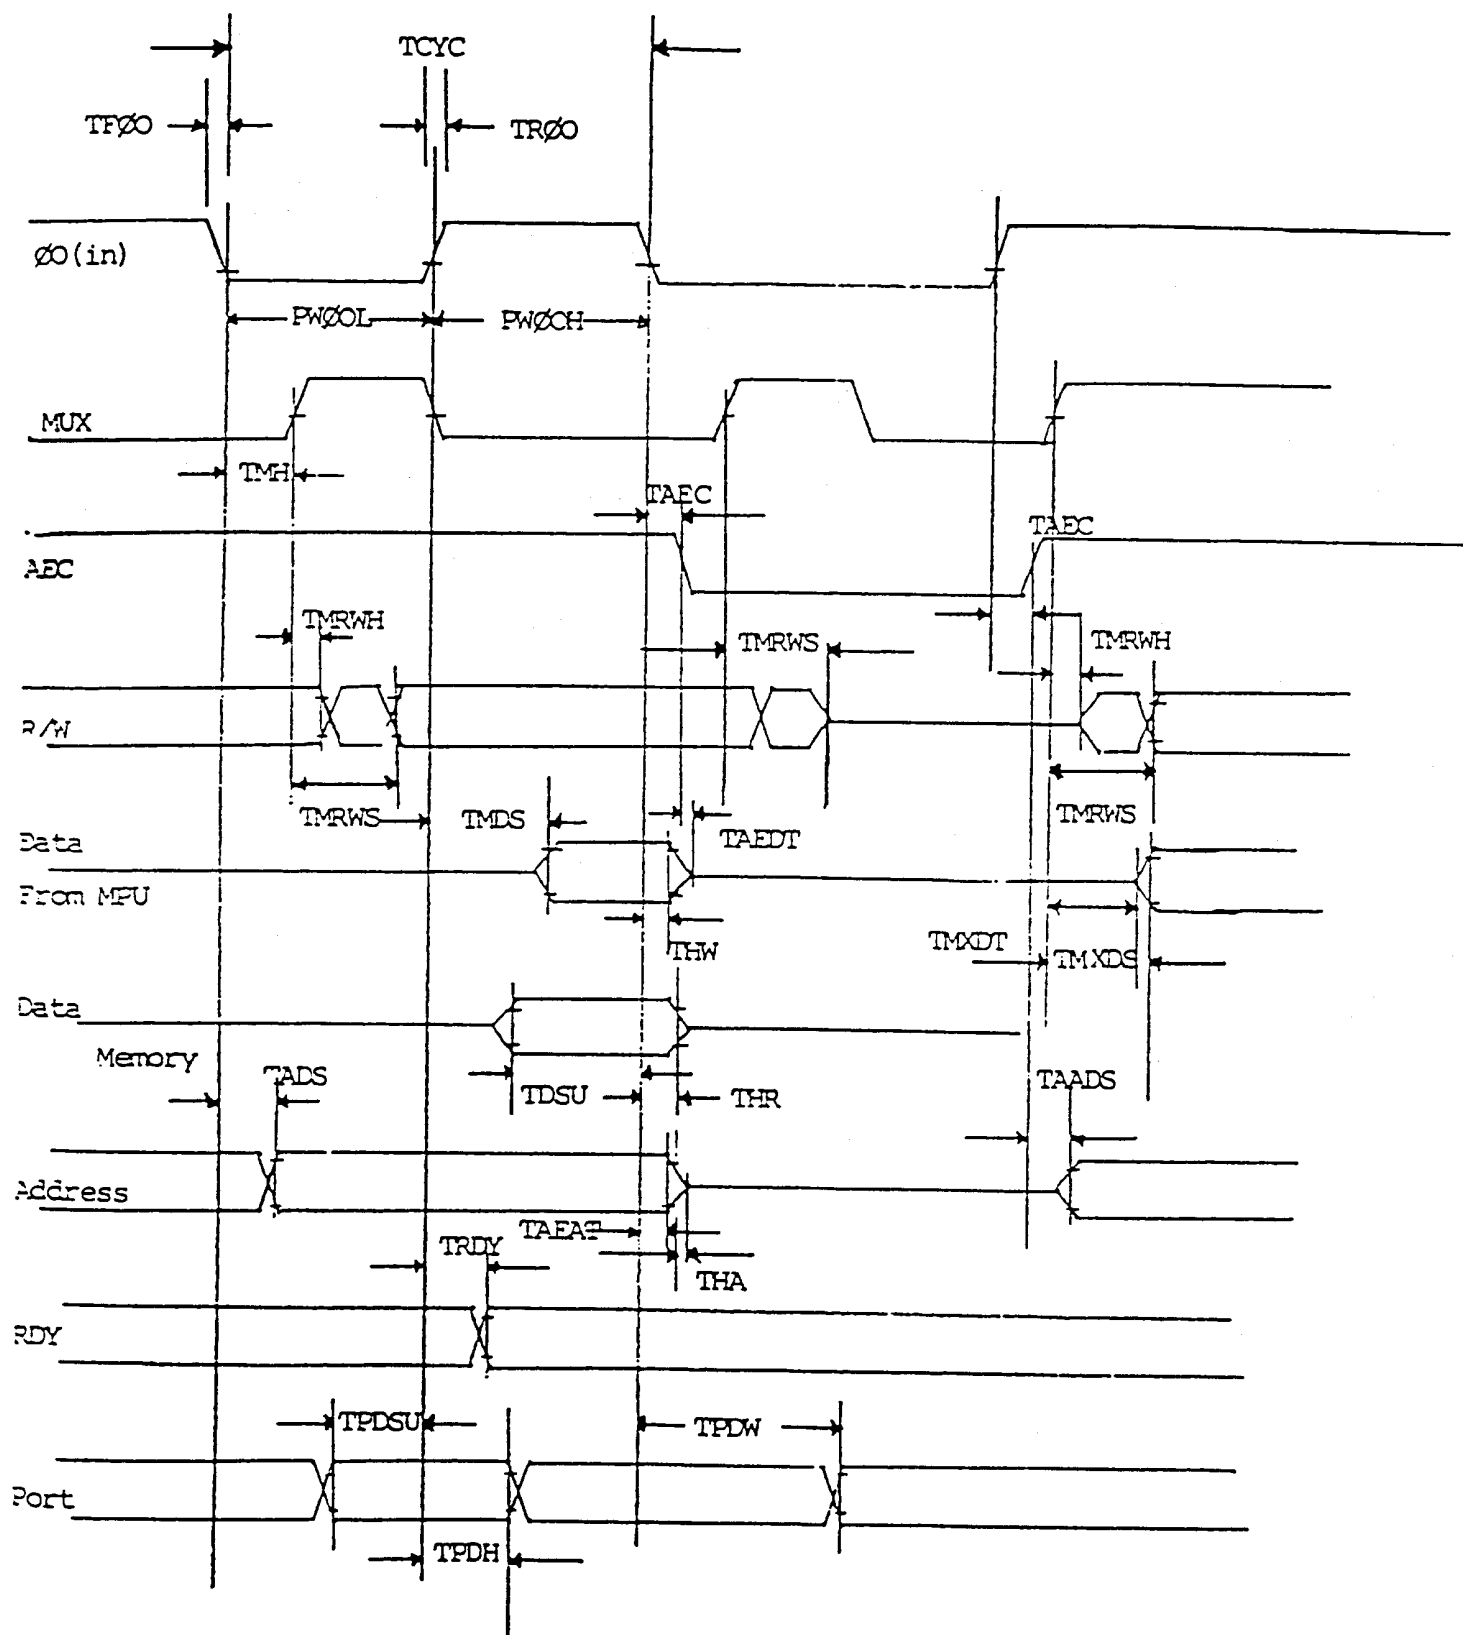 TCYC
TFØO
TRØO
ØO(in)
PWØOL
PWØCH
MUX
TMH
TAEC
TAEC
AEC
TMRWH
TMRWS
TMRWH
R/W
TMRWS
TMDS
TAEDT
TMRWS
Data
From MPU
THW
TMXDT
TMXDS
Data
Memory
TADS
TDSU
THR
TAADS
Address
TAEAT
TRDY
THA
RDY
TPDSU
TPDW
Port
TPDH